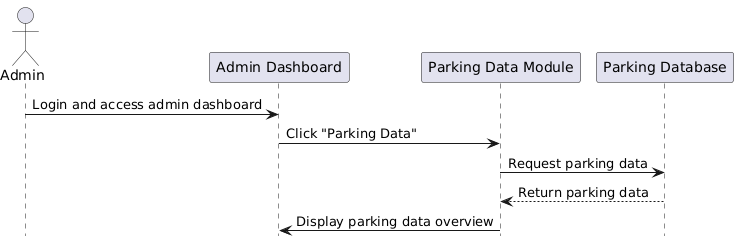 Admin
Admin Dashboard
Parking Data Module
Parking Database
Login and access admin dashboard
Click "Parking Data"
Request parking data
Return parking data
Display parking data overview